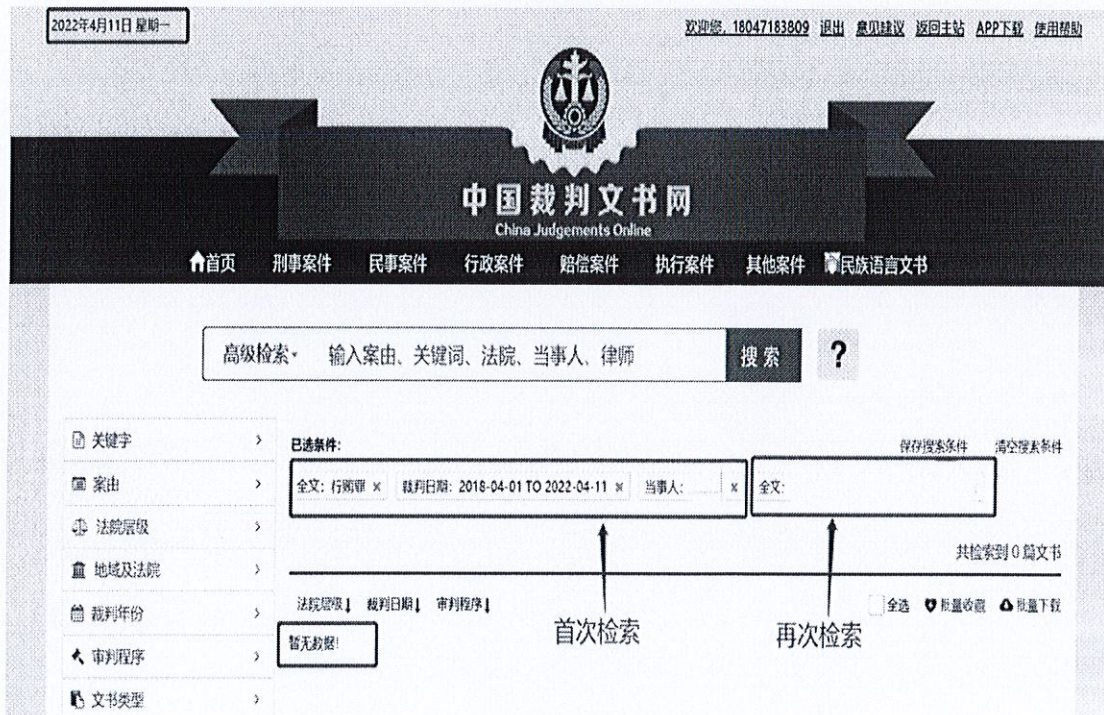 2022年4月11日 星期一
欢迎您，18047183809 退出 意见建议 返回主站 APP下载 使用帮助
中国裁判文书网
China Judgements Online
首页 刑事案件 民事案件 行政案件 赔偿案件 执行案件 其他案件 民族语言文书
高级检索 输入案由、关键词、法院、当事人、律师 搜索 ?
关键字
案由
法院层级
地域及法院
裁判年份
审判程序
文书类型
已选条件:
保存搜索条件 清空搜索条件
全文：行贿罪 × 裁判日期：2018-04-01 TO 2022-04-11 × 当事人： × 全文：
共检索到 0 篇文书
法院层级↓ 裁判日期↓ 审判程序↓
全选 批量收藏 批量下载
暂无数据!
首次检索
再次检索